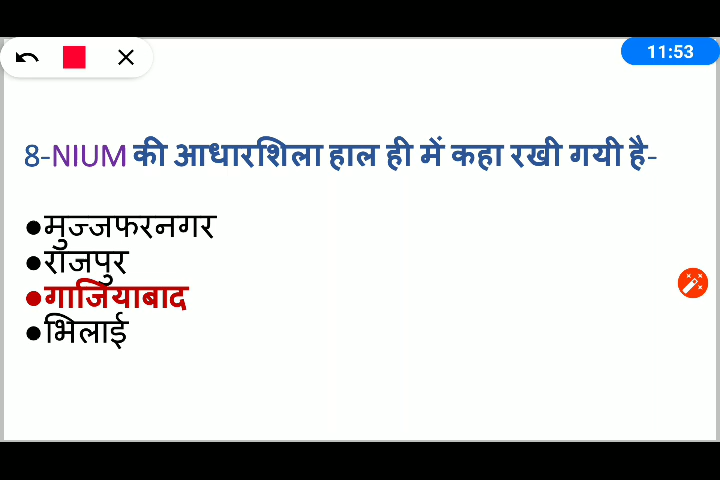 11:53
8-NIUM की आधारशिला हाल ही में कहा रखी गयी है-
●मुज्जफरनगर
●राजपुर
●गाजियाबाद
●भिलाई